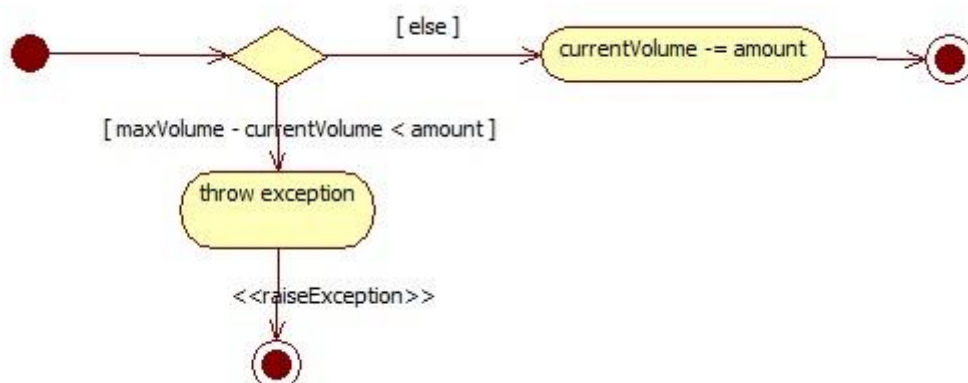 [ else ]
currentVolume -= amount
[ maxVolume - currentVolume < amount ]
throw exception
<<raiseException>>